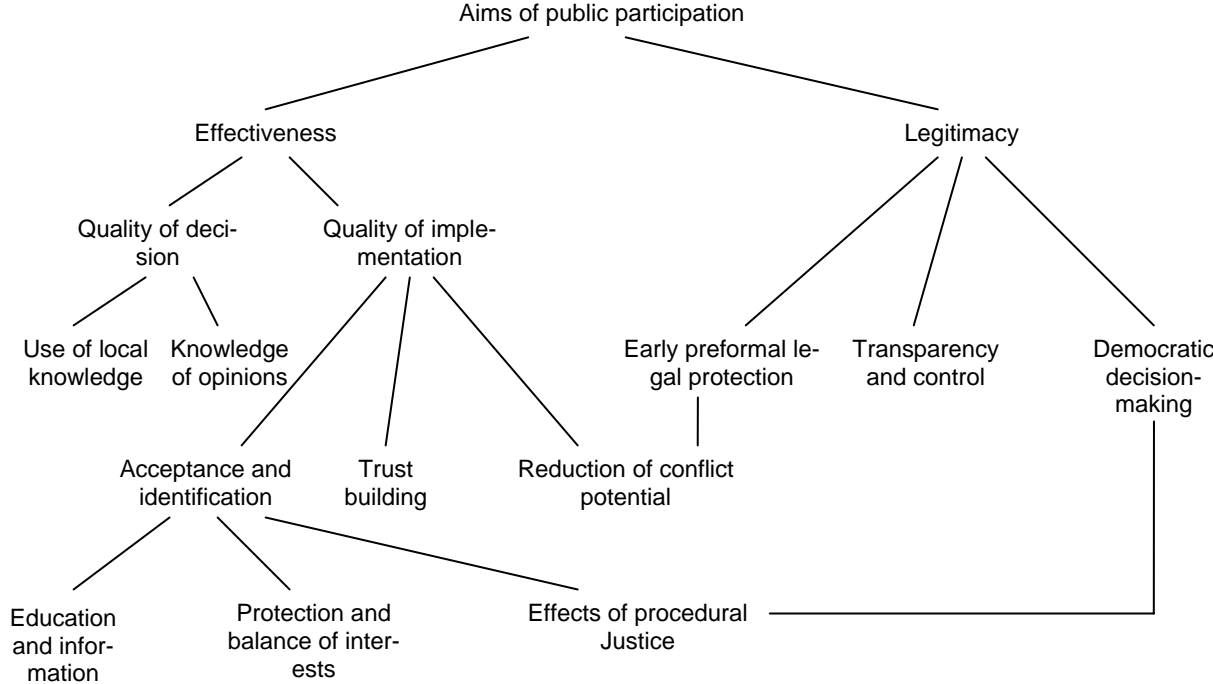 Aims of public participation
Effectiveness
Legitimacy
Quality of deci-
sion
Quality of imple-
mentation
Use of local
knowledge
Knowledge
of opinions
Early preformal le-
gal protection
Transparency
and control
Democratic
decision-
making
Acceptance and
identification
Trust
building
Reduction of conflict
potential
Education
and infor-
mation
Protection and
balance of inter-
ests
Effects of procedural
Justice